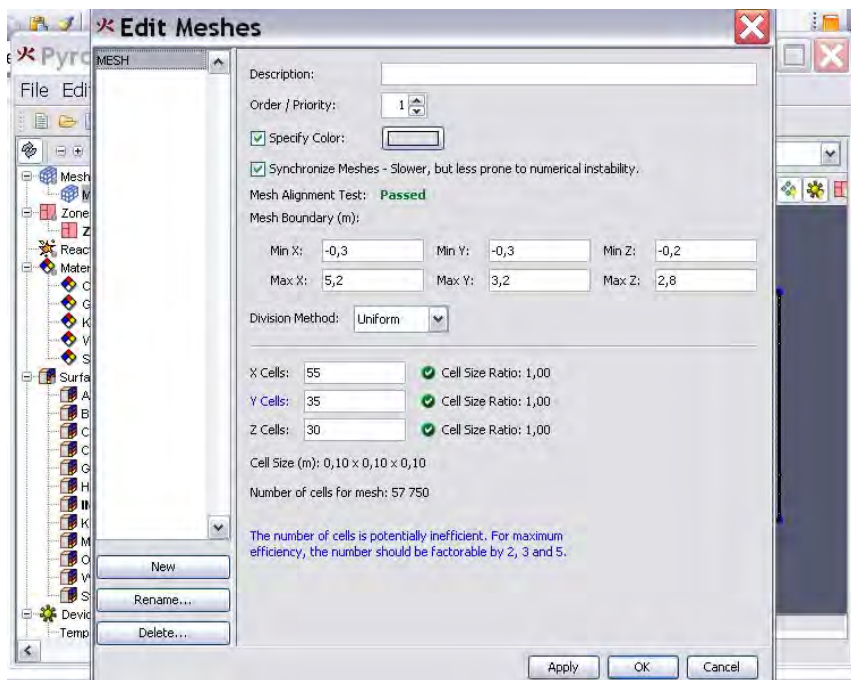 Edit Meshes
Pyro
File Edi
MESH
Description:
Order / Priority: 1
Specify Color:
Synchronize Meshes - Slower, but less prone to numerical instability.
Mesh Alignment Test: Passed
Mesh Boundary (m):
Min X: -0,3 Min Y: -0,3 Min Z: -0,2
Max X: 5,2 Max Y: 3,2 Max Z: 2,8
Division Method: Uniform
X Cells: 55 Cell Size Ratio: 1,00
Y Cells: 35 Cell Size Ratio: 1,00
Z Cells: 30 Cell Size Ratio: 1,00
Cell Size (m): 0,10 x 0,10 x 0,10
Number of cells for mesh: 57 750
The number of cells is potentially inefficient. For maximum
efficiency, the number should be factorable by 2, 3 and 5.
New
Rename...
Delete...
Apply OK Cancel
Mesh
M
Zone
Z
Reac
Mater
C
G
K
V
S
Surfa
A
B
C
C
G
H
IN
K
M
O
V
S
Devic
Temp